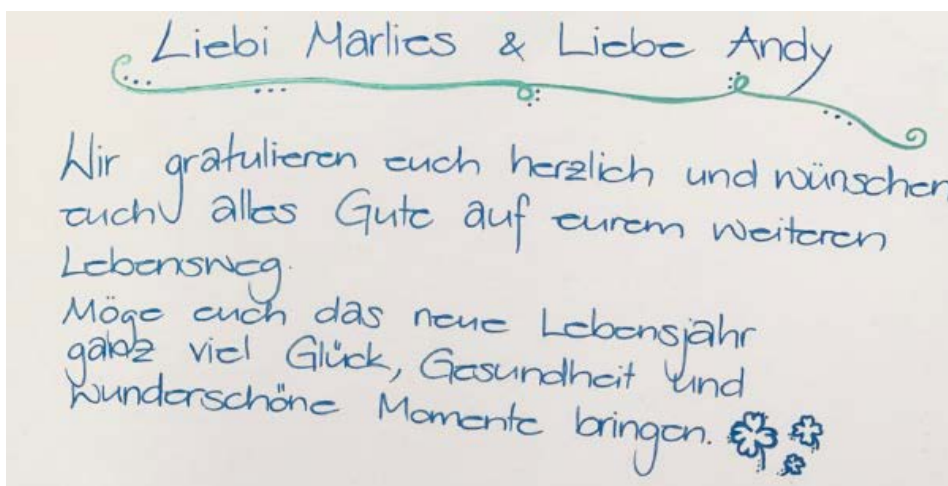 Liebi Marlies & Liebe Andy
Wir gratulieren euch herzlich und wünschen
euch alles Gute auf eurem weiteren
Lebensweg.
Möge euch das neue Lebensjahr
ganz viel Glück, Gesundheit und
wunderschöne Momente bringen.